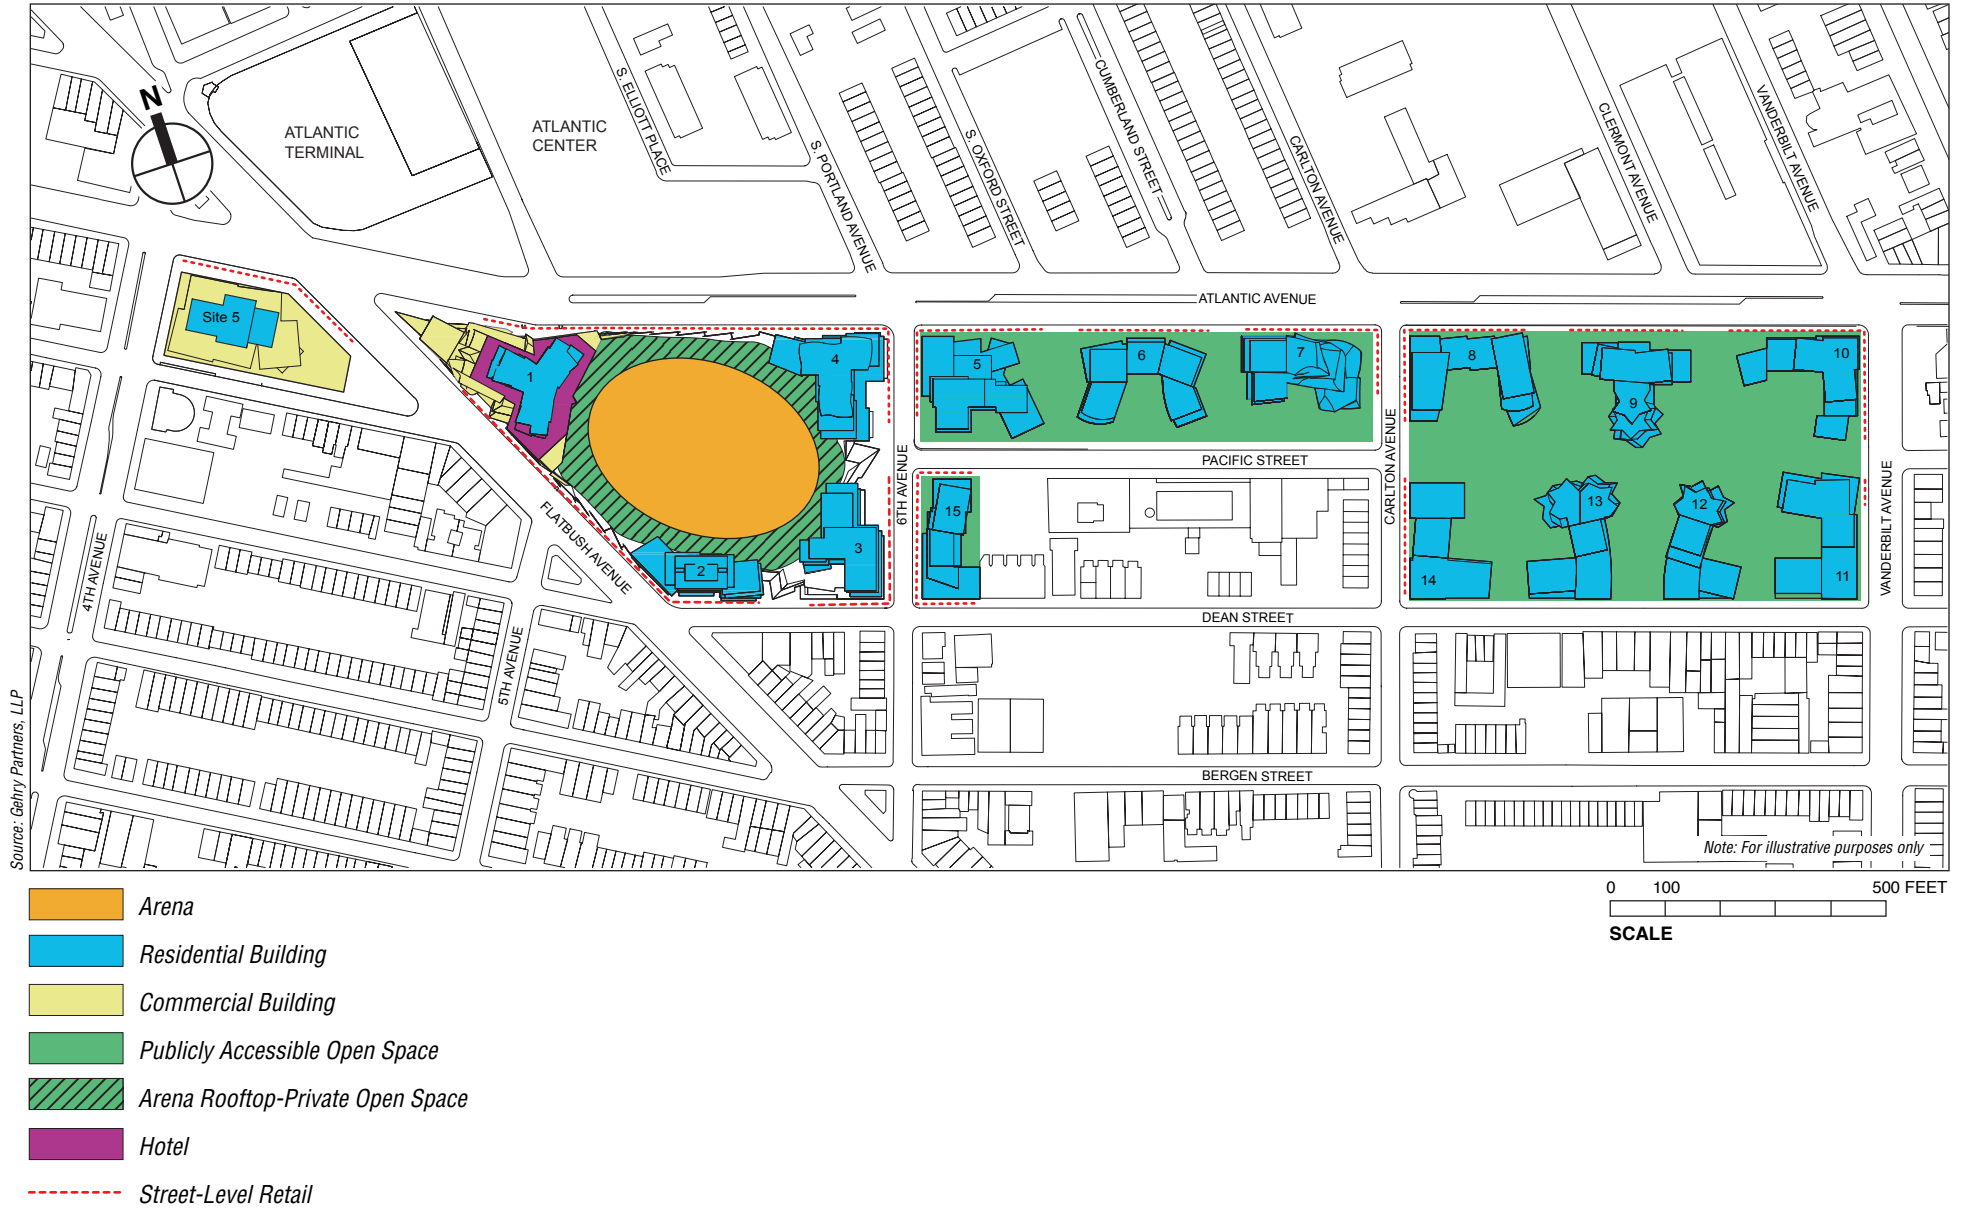 N
ATLANTIC
TERMINAL
ATLANTIC
CENTER
S. ELLIOTT PLACE
S. PORTLAND AVENUE
S. OXFORD STREET
CUMBERLAND STREET
CARLTON AVENUE
CLERMONT AVENUE
VANDERBILT AVENUE
ATLANTIC AVENUE
Site 5
1
4
5
6
7
8
9
10
PACIFIC STREET
6TH AVENUE
CARLTON AVENUE
VANDERBILT AVENUE
15
13
12
2
3
14
11
FLATBUSH AVENUE
4TH AVENUE
5TH AVENUE
DEAN STREET
BERGEN STREET
Source: Gehry Partners, LLP
Note: For illustrative purposes only
0 100 500 FEET
SCALE
Arena
Residential Building
Commercial Building
Publicly Accessible Open Space
Arena Rooftop-Private Open Space
Hotel
Street-Level Retail